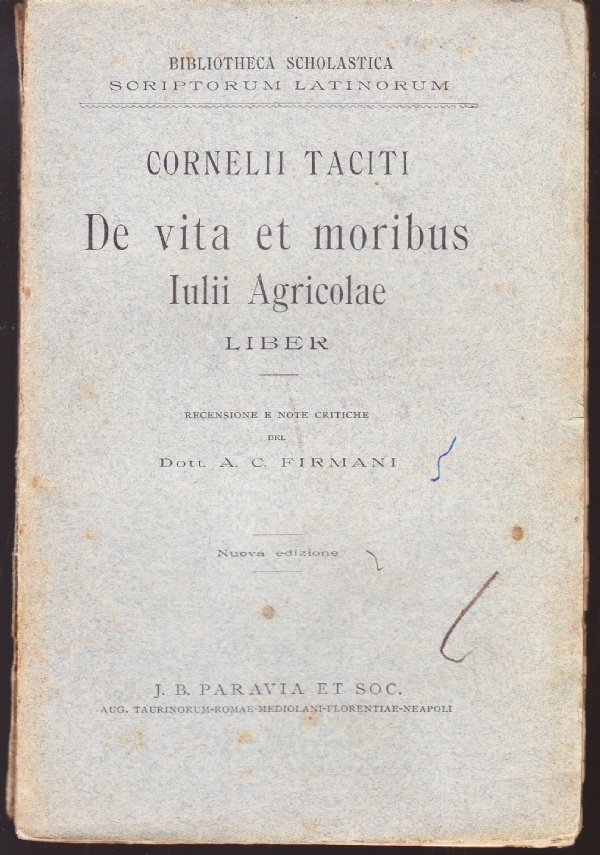 BIBLIOTHECA SCHOLASTICA
SCRIPTORUM LATINORUM
CORNELII TACITI
De vita et moribus
Iulii Agricolae
LIBER
RECENSIONE E NOTE CRITICHE
DEL
Dott. A. C. FIRMANI
Nuova edizione
J. B. PARAVIA ET SOC.
AUG. TAURINORUM-ROMAE-MEDIOLANI-FLORENTIAE-NEAPOLI